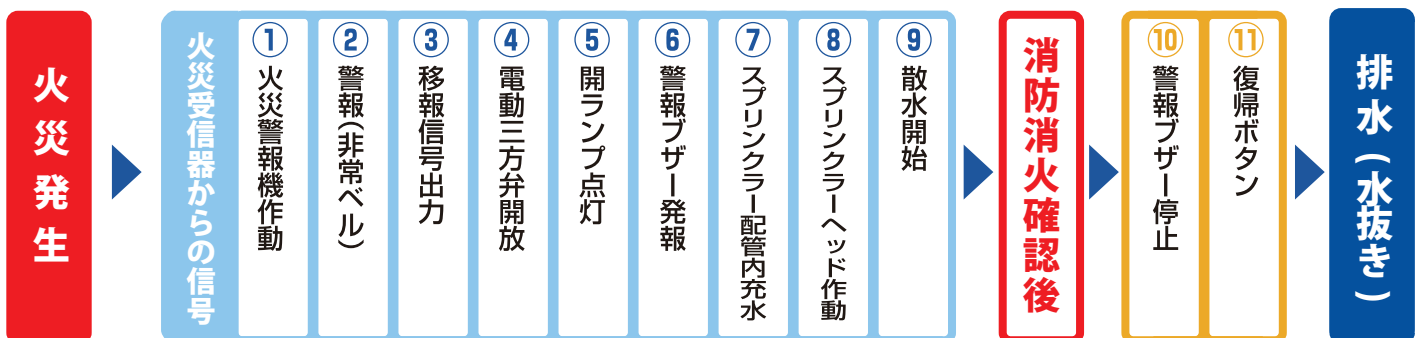 火災発生
火災受信器からの信号
①
火災警報機作動
②
警報(非常ベル)
③
移報信号出力
④
電動三方弁開放
⑤
開ランプ点灯
⑥
警報ブザー発報
⑦
スプリンクラー配管内充水
⑧
スプリンクラーヘッド作動
⑨
散水開始
消防消火確認後
⑩
警報ブザー停止
⑪
復帰ボタン
排水(水抜き)